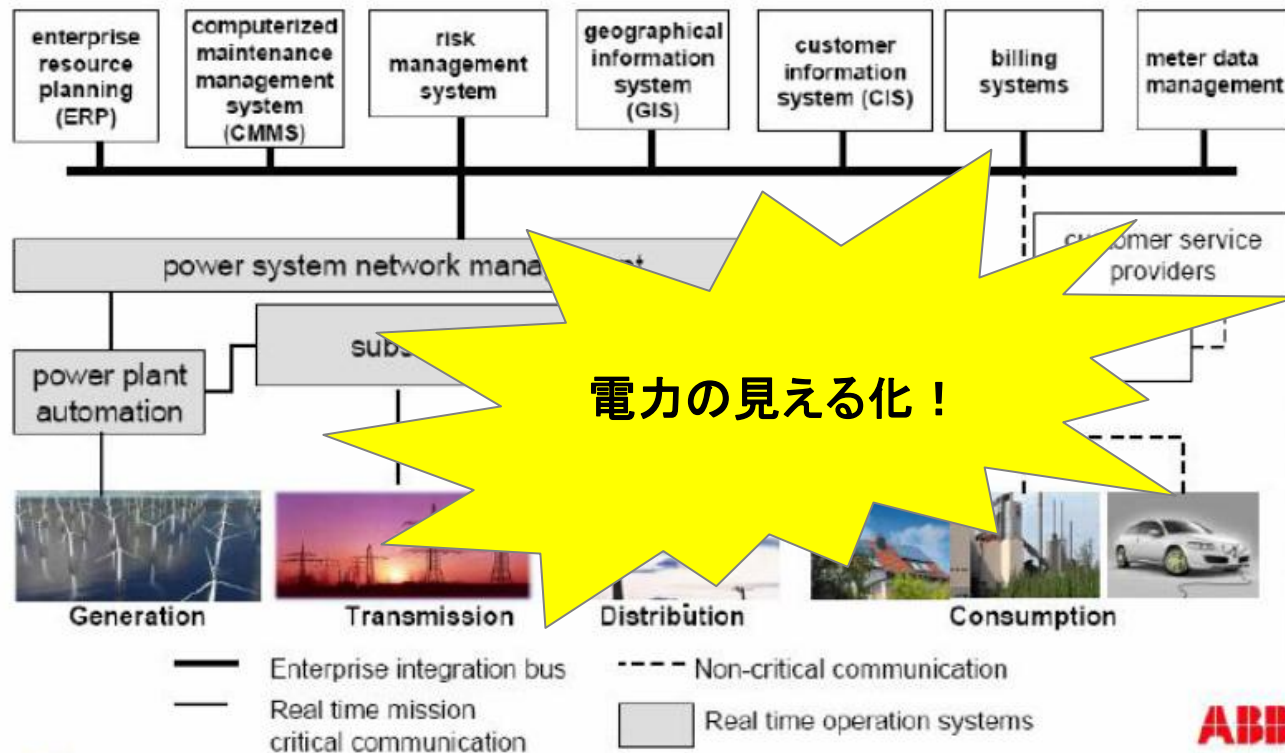 enterprise
resource
planning
(ERP)
computerized
maintenance
management
system
(CMMS)
risk
management
system
geographical
information
system
(GIS)
customer
information
system (CIS)
billing
systems
meter data
management
power system network
customer service
providers
power plant
automation
電力の見える化！
Generation
Transmission
Distribution
Consumption
Enterprise integration bus
Non-critical communication
Real time mission
critical communication
Real time operation systems
ABB